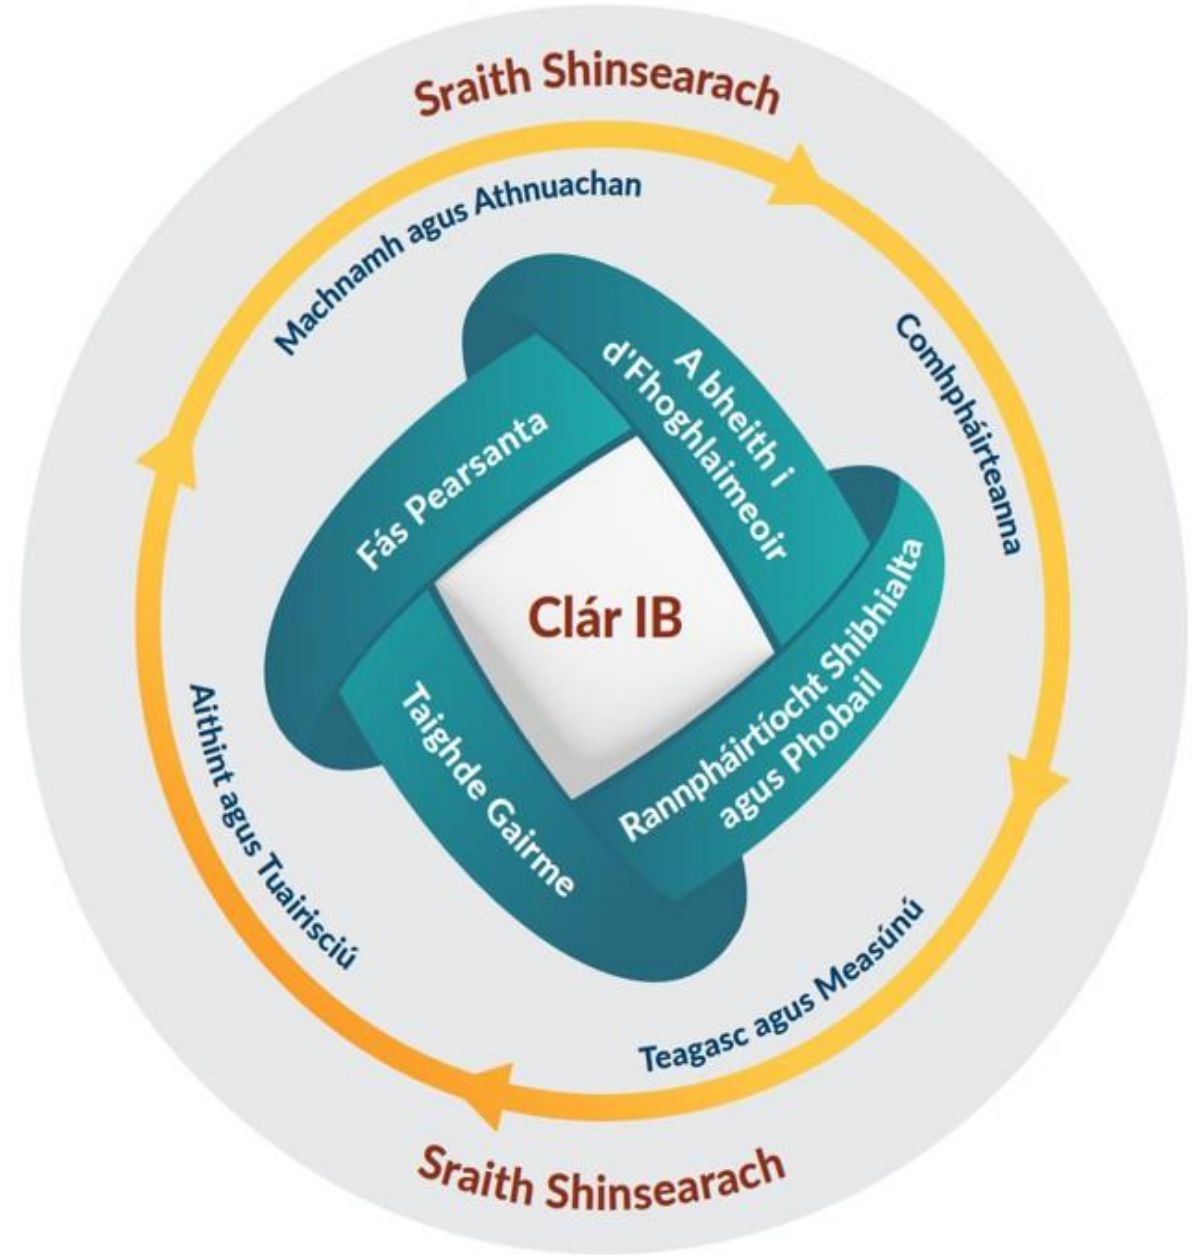 Sraith Shinsearach
Machnamh agus Athnuachan
Comhpháirteanna
A bheith i
d'Fhoghlaimeoir
Fás Pearsanta
Clár IB
Rannpháirtíocht Shibhialta
agus Phobail
Taighde Gairme
Aithint agus Tuairisciú
Teagasc agus Measúnú
Sraith Shinsearach